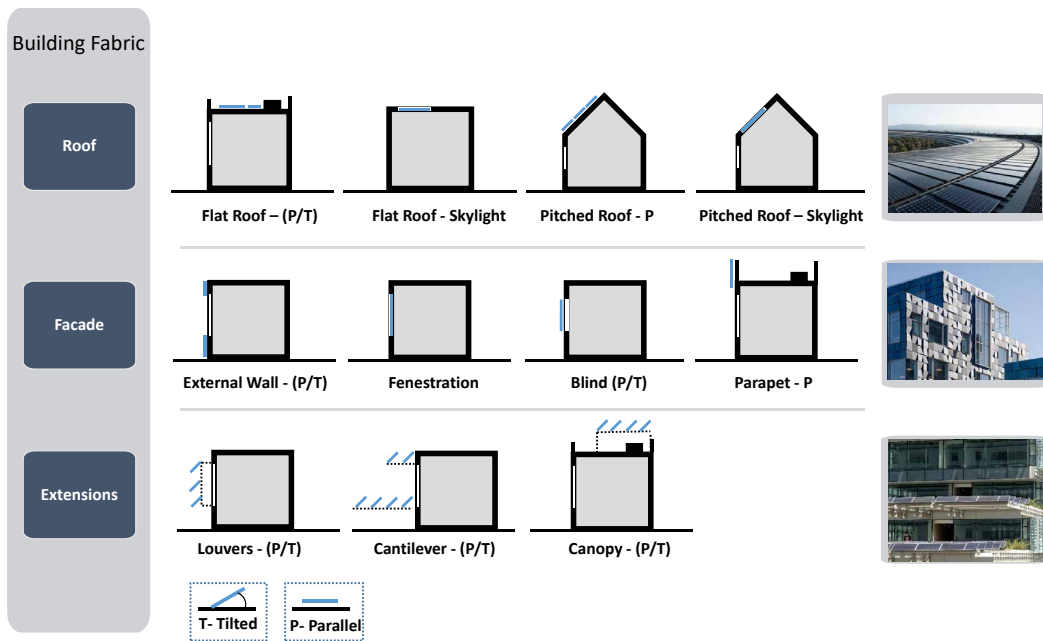 Building Fabric
Roof
Flat Roof – (P/T)
Flat Roof - Skylight
Pitched Roof - P
Pitched Roof – Skylight
Facade
External Wall - (P/T)
Fenestration
Blind (P/T)
Parapet - P
Extensions
Louvers - (P/T)
Cantilever - (P/T)
Canopy - (P/T)
T- Tilted
P- Parallel